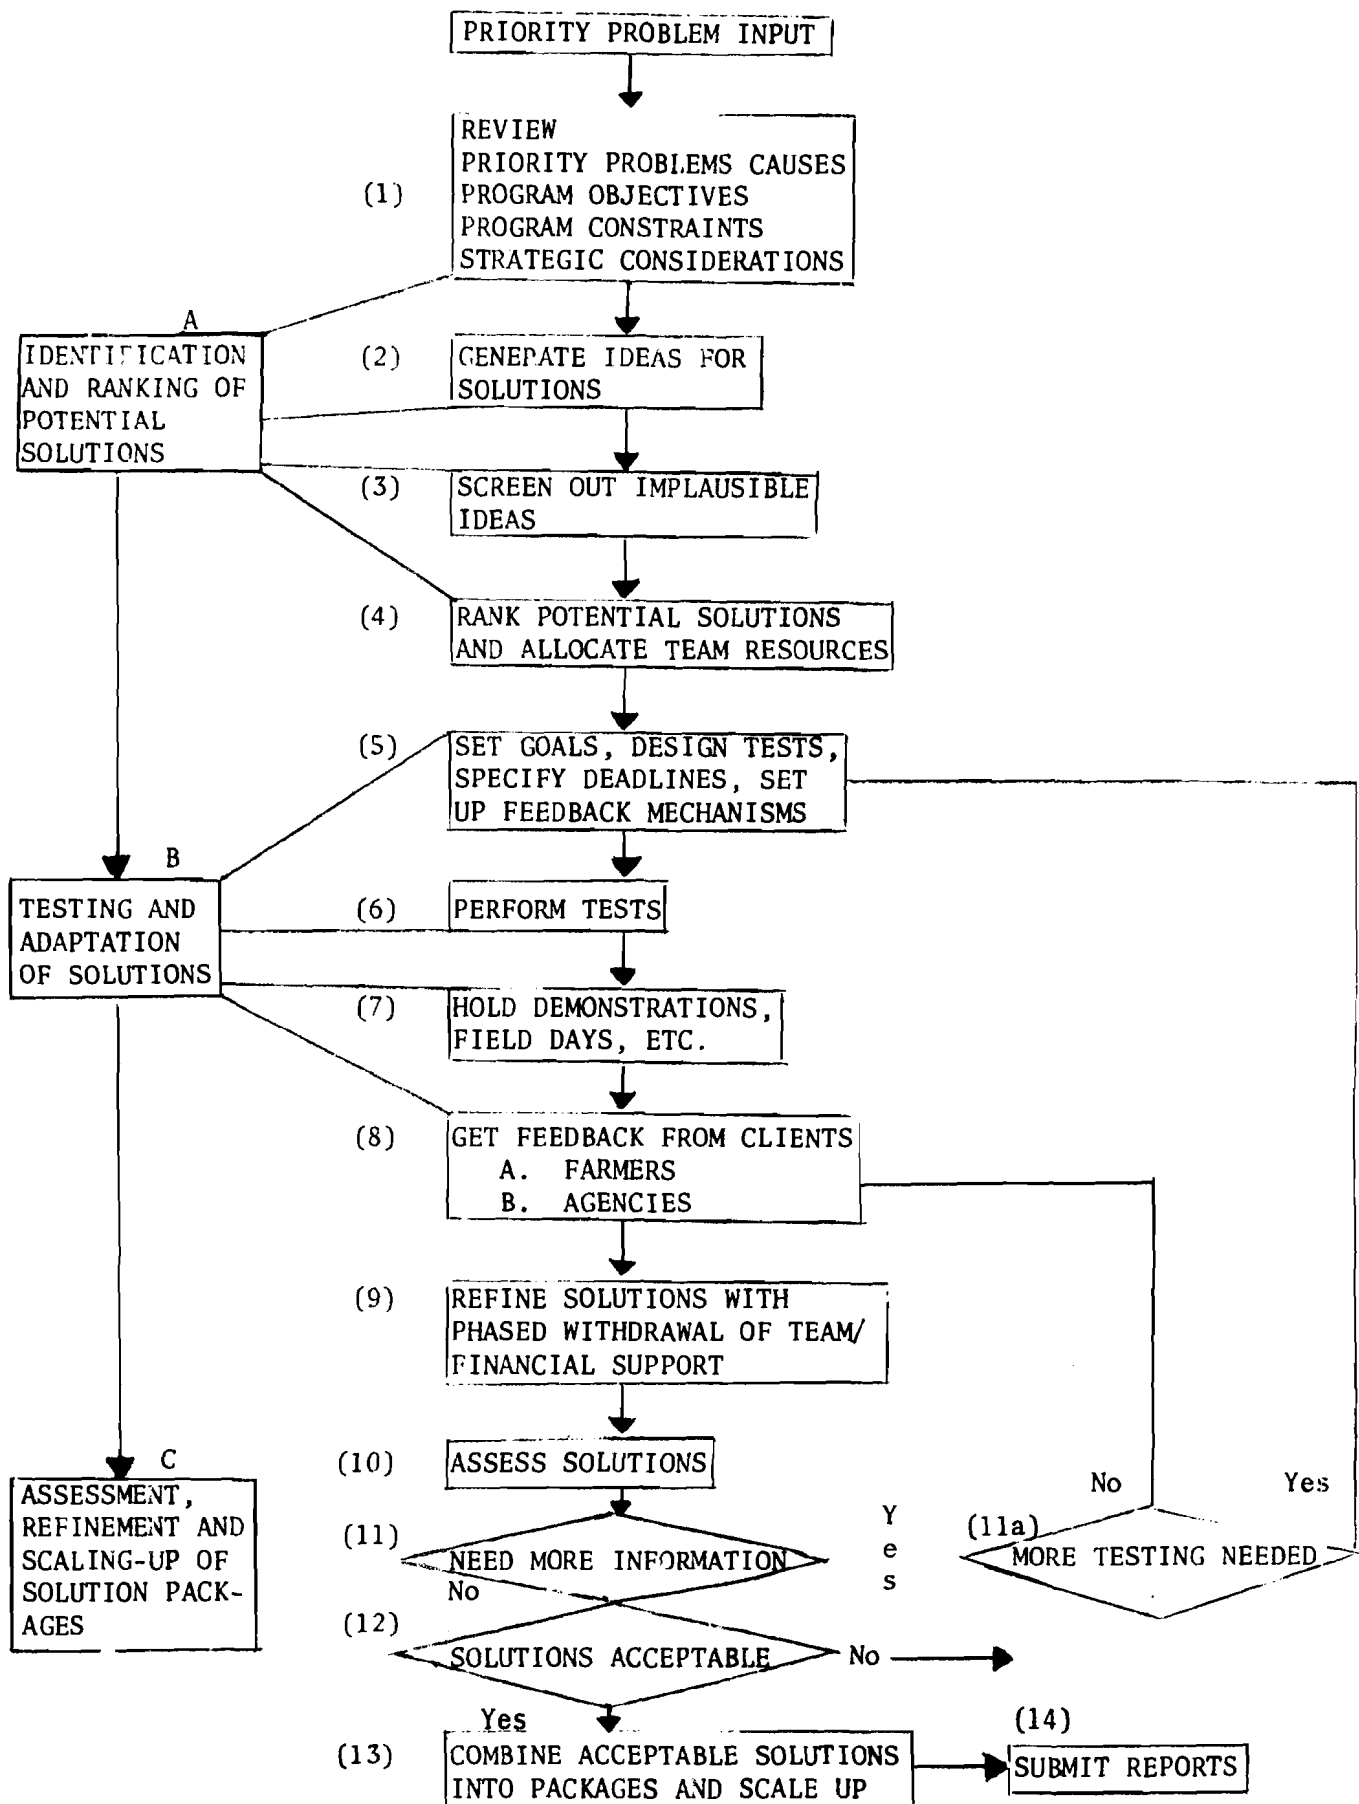 PRIORITY PROBLEM INPUT
(1)
REVIEW
PRIORITY PROBLEMS CAUSES
PROGRAM OBJECTIVES
PROGRAM CONSTRAINTS
STRATEGIC CONSIDERATIONS
A
IDENTIFICATION
AND RANKING OF
POTENTIAL
SOLUTIONS
(2)
GENERATE IDEAS FOR
SOLUTIONS
(3)
SCREEN OUT IMPLAUSIBLE
IDEAS
(4)
RANK POTENTIAL SOLUTIONS
AND ALLOCATE TEAM RESOURCES
(5)
SET GOALS, DESIGN TESTS,
SPECIFY DEADLINES, SET
UP FEEDBACK MECHANISMS
B
TESTING AND
ADAPTATION
OF SOLUTIONS
(6)
PERFORM TESTS
(7)
HOLD DEMONSTRATIONS,
FIELD DAYS, ETC.
(8)
GET FEEDBACK FROM CLIENTS
A. FARMERS
B. AGENCIES
(9)
REFINE SOLUTIONS WITH
PHASED WITHDRAWAL OF TEAM/
FINANCIAL SUPPORT
C
ASSESSMENT,
REFINEMENT AND
SCALING-UP OF
SOLUTION PACK-
AGES
(10)
ASSESS SOLUTIONS
(11)
NEED MORE INFORMATION
No
Yes
No
Yes
(11a)
MORE TESTING NEEDED
(12)
SOLUTIONS ACCEPTABLE
No
Yes
(13)
COMBINE ACCEPTABLE SOLUTIONS
INTO PACKAGES AND SCALE UP
(14)
SUBMIT REPORTS